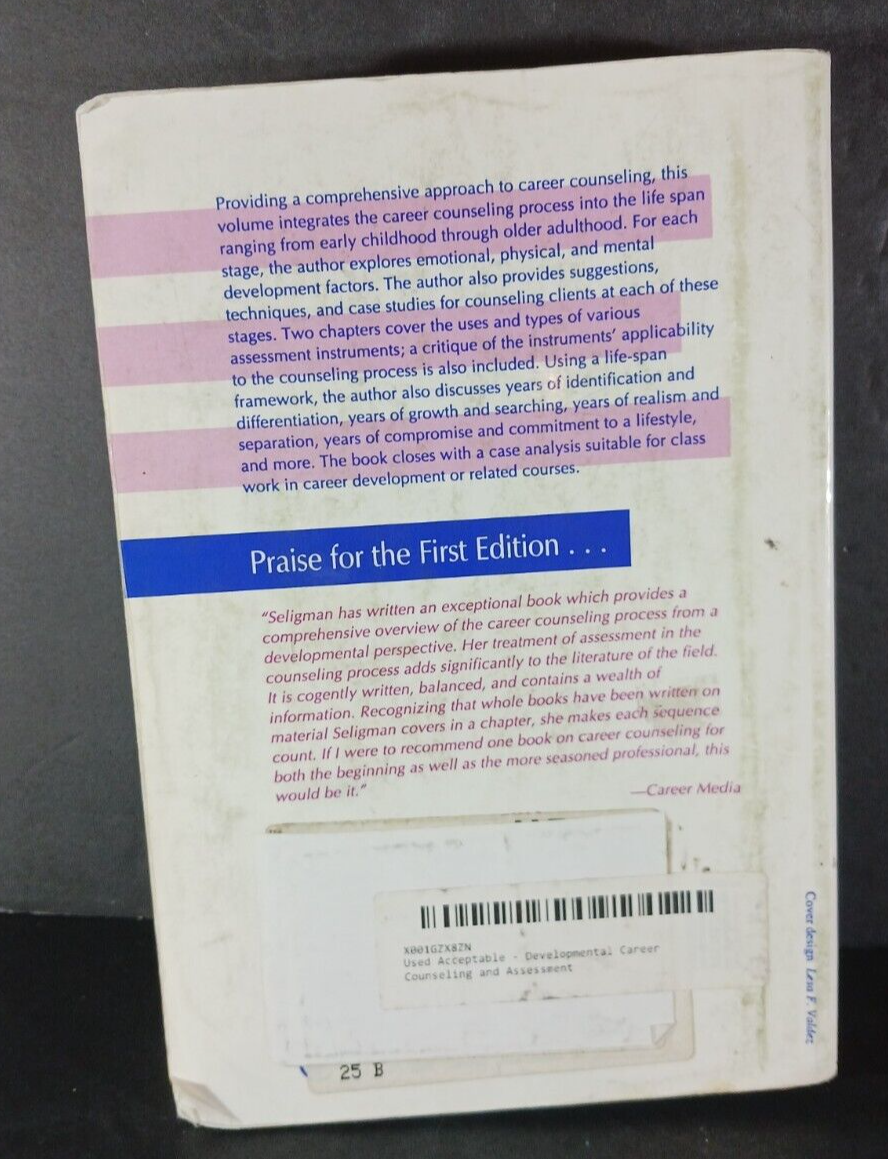 Providing a comprehensive approach to career counseling, this
volume integrates the career counseling process into the life span
ranging from early childhood through older adulthood. For each
stage, the author explores emotional, physical, and mental
development factors. The author also provides suggestions,
techniques, and case studies for counseling clients at each of these
stages. Two chapters cover the uses and types of various
assessment instruments; a critique of the instruments' applicability
to the counseling process is also included. Using a life-span
framework, the author also discusses years of identification and
differentiation, years of growth and searching, years of realism and
separation, years of compromise and commitment to a lifestyle,
and more. The book closes with a case analysis suitable for class
work in career development or related courses.
Praise for the First Edition . . .
"Seligman has written an exceptional book which provides a
comprehensive overview of the career counseling process from a
developmental perspective. Her treatment of assessment in the
counseling process adds significantly to the literature of the field.
It is cogently written, balanced, and contains a wealth of
information. Recognizing that whole books have been written on
material Seligman covers in a chapter, she makes each sequence
count. If I were to recommend one book on career counseling for
both the beginning as well as the more seasoned professional, this
would be it."
—Career Media
X001GZX8ZN
Used Acceptable - Developmental Career
Counseling and Assessment
25 B
Cover design Lesa F. Valdez